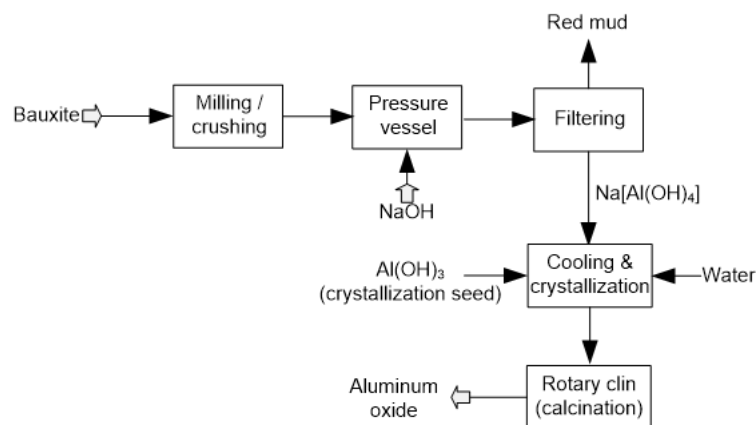 Red mud
Bauxite
Milling /
crushing
Pressure
vessel
Filtering
NaOH
Na[Al(OH)₄]
Al(OH)₃
(crystallization seed)
Cooling &
crystallization
Water
Aluminum
oxide
Rotary clin
(calcination)